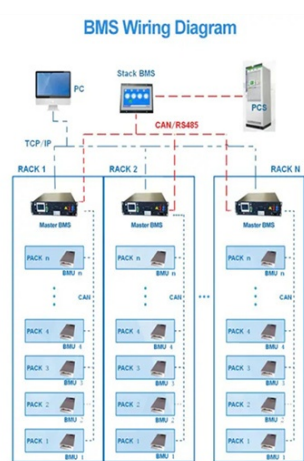 BMS Wiring Diagram
Stack BMS
PC
PCS
CAN/RS485
TCP/IP
RACK 1
RACK 2
RACK N
Master BMS
Master BMS
Master BMS
PACK n
PACK n
PACK n
BMU n
BMU n
BMU n
CAN
CAN
CAN
PACK 4
PACK 4
PACK 4
BMU 4
BMU 4
BMU 4
PACK 3
PACK 3
PACK 3
BMU 3
BMU 3
BMU 3
PACK 2
PACK 2
PACK 2
BMU 2
BMU 2
BMU 2
PACK 1
PACK 1
PACK 1
BMU 1
BMU 1
BMU 1